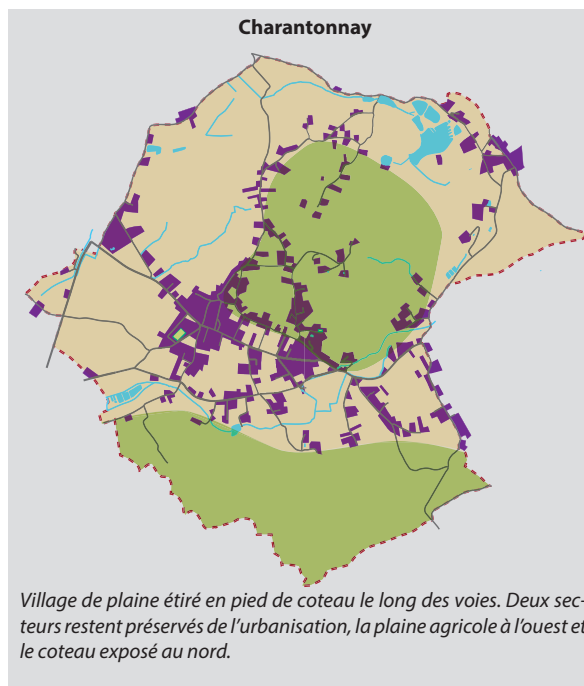 Charantonnay
Village de plaine étiré en pied de coteau le long des voies. Deux sec-
teurs restent préservés de l'urbanisation, la plaine agricole à l'ouest et
le coteau exposé au nord.